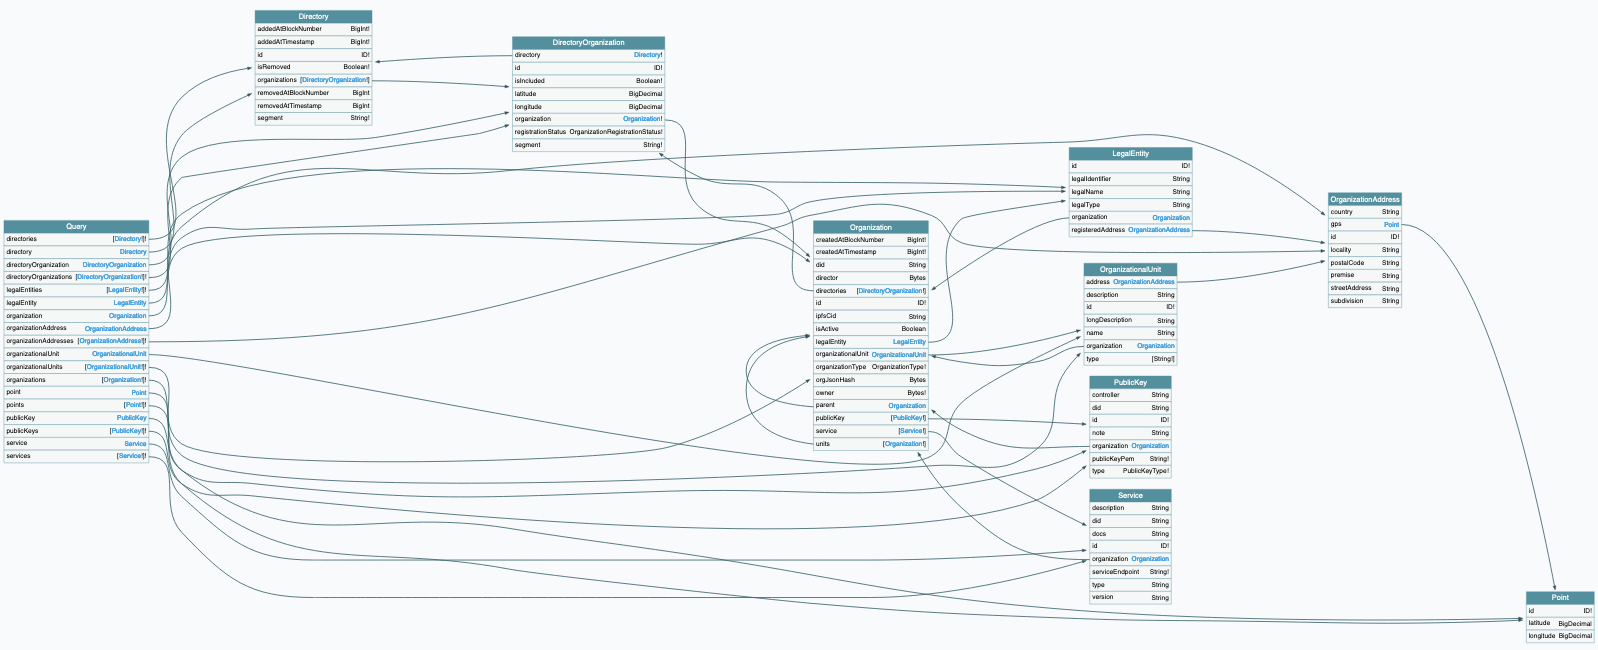 Directory
addedAtBlockNumber BigInt!
addedAtTimestamp BigInt!
id ID!
isRemoved Boolean!
organizations [DirectoryOrganization!]
removedAtBlockNumber BigInt
removedAtTimestamp BigInt
segment String!
DirectoryOrganization
directory Directory!
id ID!
isIncluded Boolean!
latitude BigDecimal
longitude BigDecimal
organization Organization!
registrationStatus OrganizationRegistrationStatus!
segment String!
Query
directories [Directory!]!
directory Directory
directoryOrganization DirectoryOrganization
directoryOrganizations [DirectoryOrganization!]!
legalEntities [LegalEntity!]!
legalEntity LegalEntity
organization Organization
organizationAddress OrganizationAddress
organizationAddresses [OrganizationAddress!]!
organizationalUnit OrganizationalUnit
organizationalUnits [OrganizationalUnit!]!
organizations [Organization!]!
point Point
points [Point!]!
publicKey PublicKey
publicKeys [PublicKey!]!
service Service
services [Service!]!
Organization
createdAtBlockNumber BigInt!
createdAtTimestamp BigInt!
did String
director Bytes
directories [DirectoryOrganization!]
id ID!
ipfsCid String
isActive Boolean
legalEntity LegalEntity
organizationalUnit OrganizationalUnit
organizationType OrganizationType!
orgJsonHash Bytes
owner Bytes!
parent Organization
publicKey [PublicKey!]
service [Service!]
units [Organization!]
LegalEntity
id ID!
legalIdentifier String
legalName String
legalType String
organization Organization
registeredAddress OrganizationAddress
OrganizationalUnit
address OrganizationAddress
description String
id ID!
longDescription String
name String
organization Organization
type [String!]
PublicKey
controller String
did String
id ID!
note String
organization Organization
publicKeyPem String!
type PublicKeyType!
Service
description String
did String
docs String
id ID!
organization Organization
serviceEndpoint String!
type String
version String
OrganizationAddress
country String
gps Point
id ID!
locality String
postalCode String
premise String
streetAddress String
subdivision String
Point
id ID!
latitude BigDecimal
longitude BigDecimal